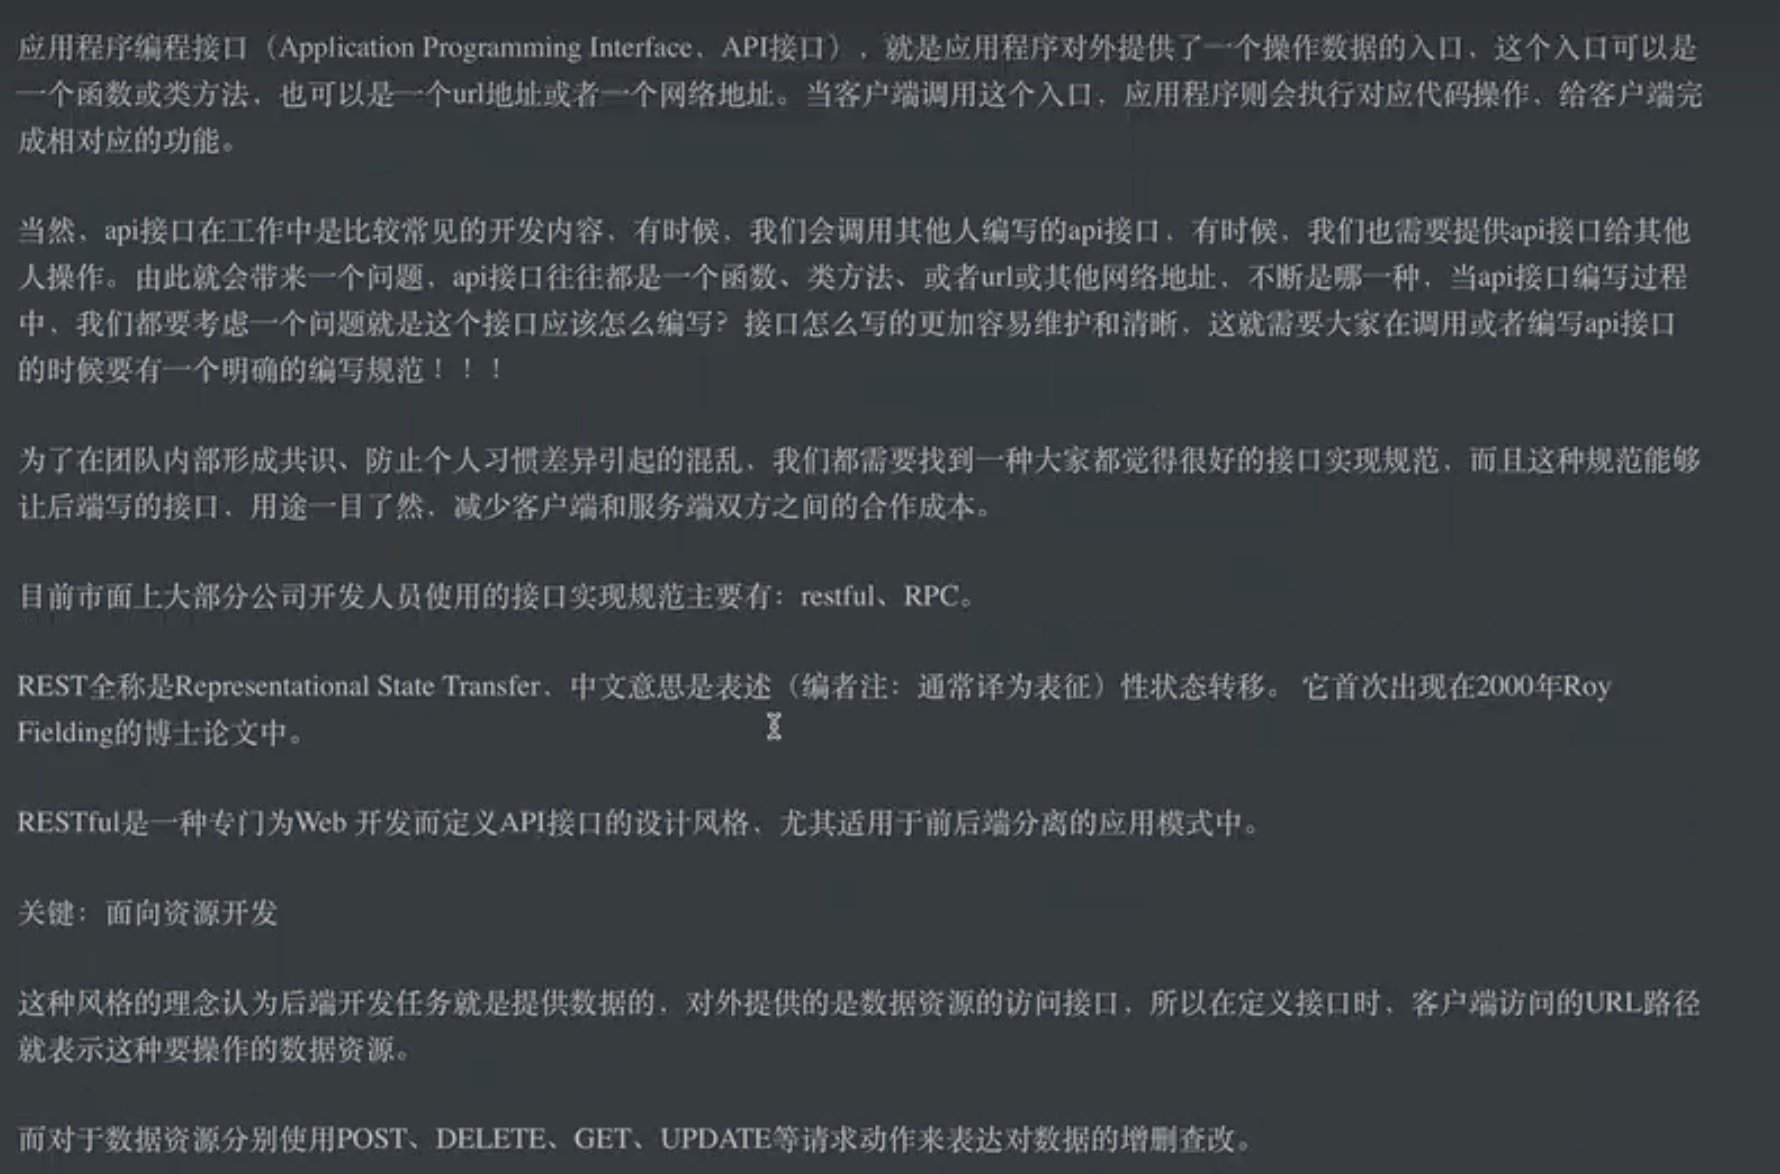 应用程序编程接口（Application Programming Interface，API接口），就是应用程序对外提供了一个操作数据的入口，这个入口可以是
一个函数或类方法，也可以是一个url地址或者一个网络地址。当客户端调用这个入口，应用程序则会执行对应代码操作，给客户端完
成相对应的功能。
当然，api接口在工作中是比较常见的开发内容，有时候，我们会调用其他人编写的api接口，有时候，我们也需要提供api接口给其他
人操作。由此就会带来一个问题，api接口往往都是一个函数、类方法、或者url或其他网络地址，不断是哪一种，当api接口编写过程
中，我们都要考虑一个问题就是这个接口应该怎么编写？接口怎么写的更加容易维护和清晰，这就需要大家在调用或者编写api接口
的时候要有一个明确的编写规范！！！
为了在团队内部形成共识、防止个人习惯差异引起的混乱，我们都需要找到一种大家都觉得很好的接口实现规范，而且这种规范能够
让后端写的接口，用途一目了然，减少客户端和服务端双方之间的合作成本。
目前市面上大部分公司开发人员使用的接口实现规范主要有：restful、RPC。
REST全称是Representational State Transfer，中文意思是表述（编者注：通常译为表征）性状态转移。 它首次出现在2000年Roy
Fielding的博士论文中。
RESTful是一种专门为Web 开发而定义API接口的设计风格，尤其适用于前后端分离的应用模式中。
关键：面向资源开发
这种风格的理念认为后端开发任务就是提供数据的，对外提供的是数据资源的访问接口，所以在定义接口时，客户端访问的URL路径
就表示这种要操作的数据资源。
而对于数据资源分别使用POST、DELETE、GET、UPDATE等请求动作来表达对数据的增删查改。